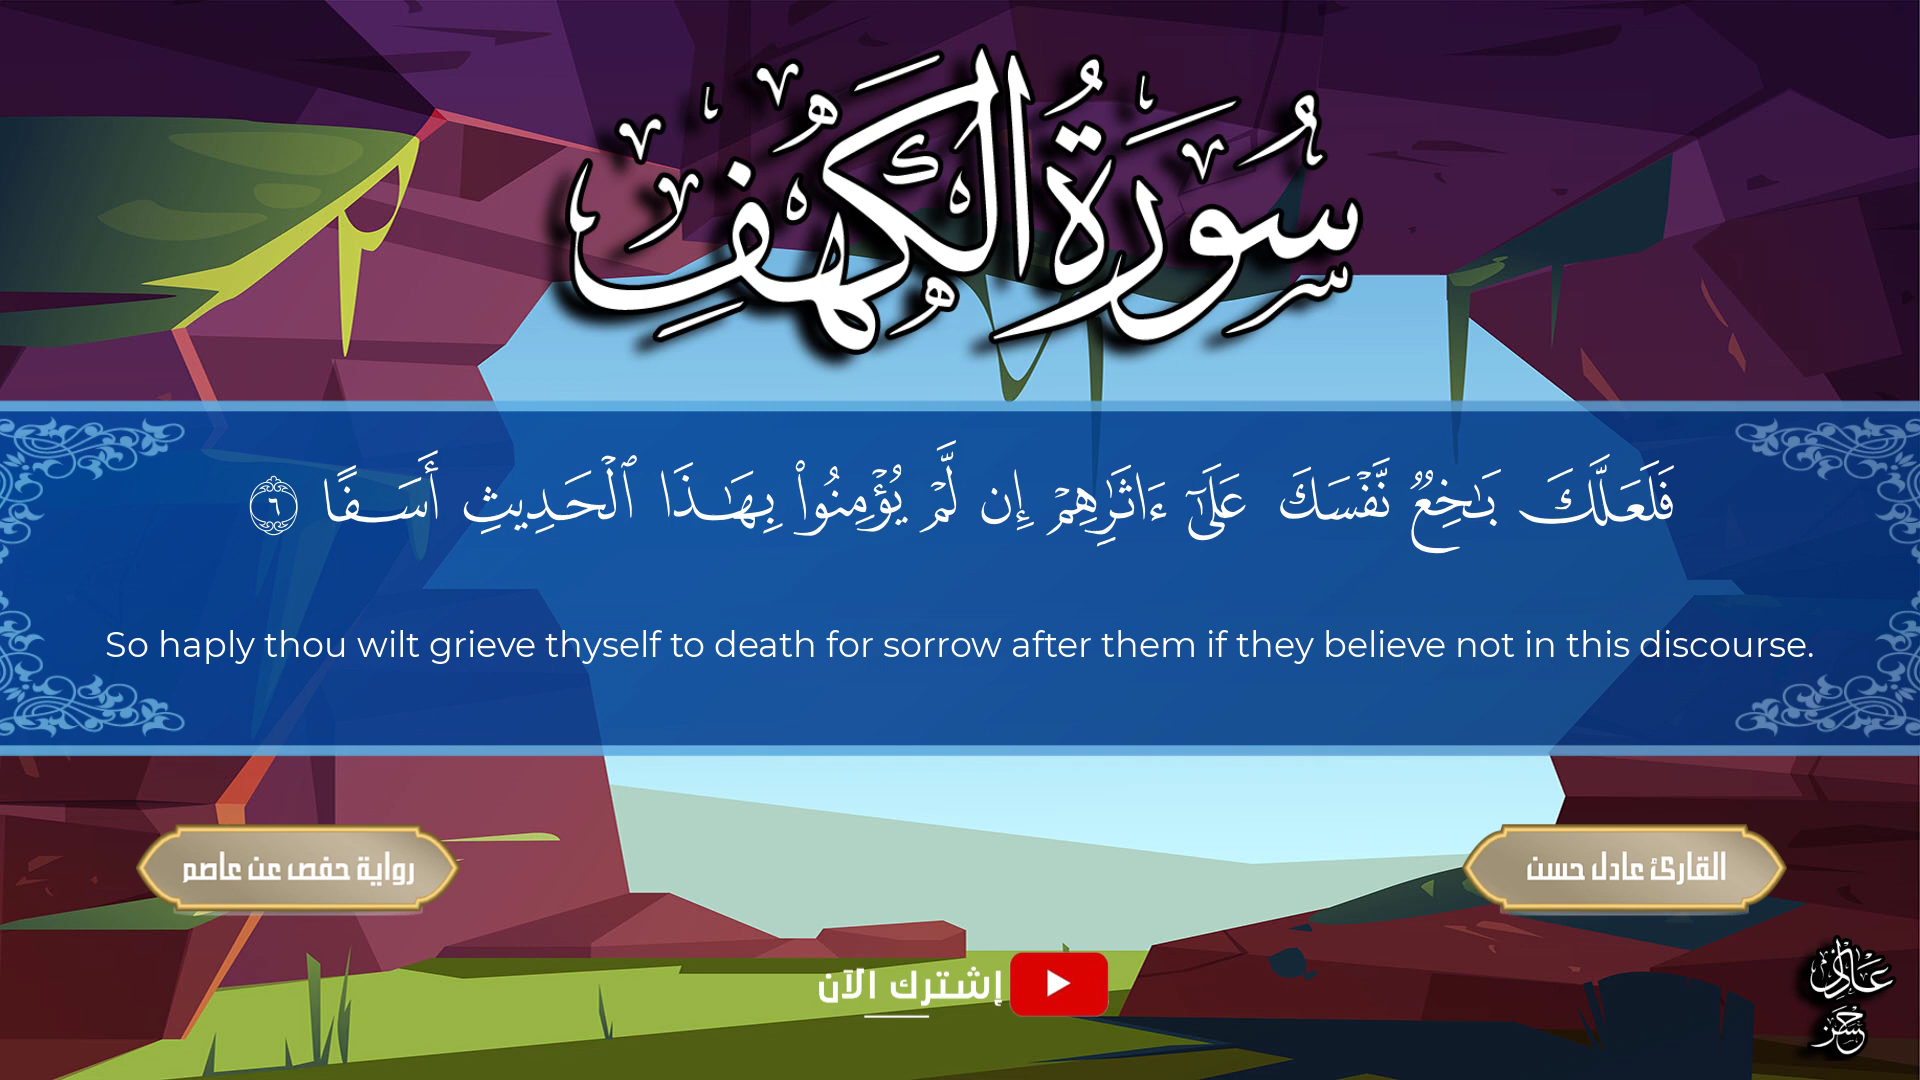 سُورَةُ الْكَهْفِ
فَلَعَلَّكَ بَٰخِعٌۭ نَّفْسَكَ عَلَىٰٓ ءَاثَٰرِهِمْ إِن لَّمْ يُؤْمِنُوا۟ بِهَٰذَا ٱلْحَدِيثِ أَسَفًا ٦
So haply thou wilt grieve thyself to death for sorrow after them if they believe not in this discourse.
القارئ عادل حسن
رواية حفص عن عاصم
إشترك الآن
عادل
حسن